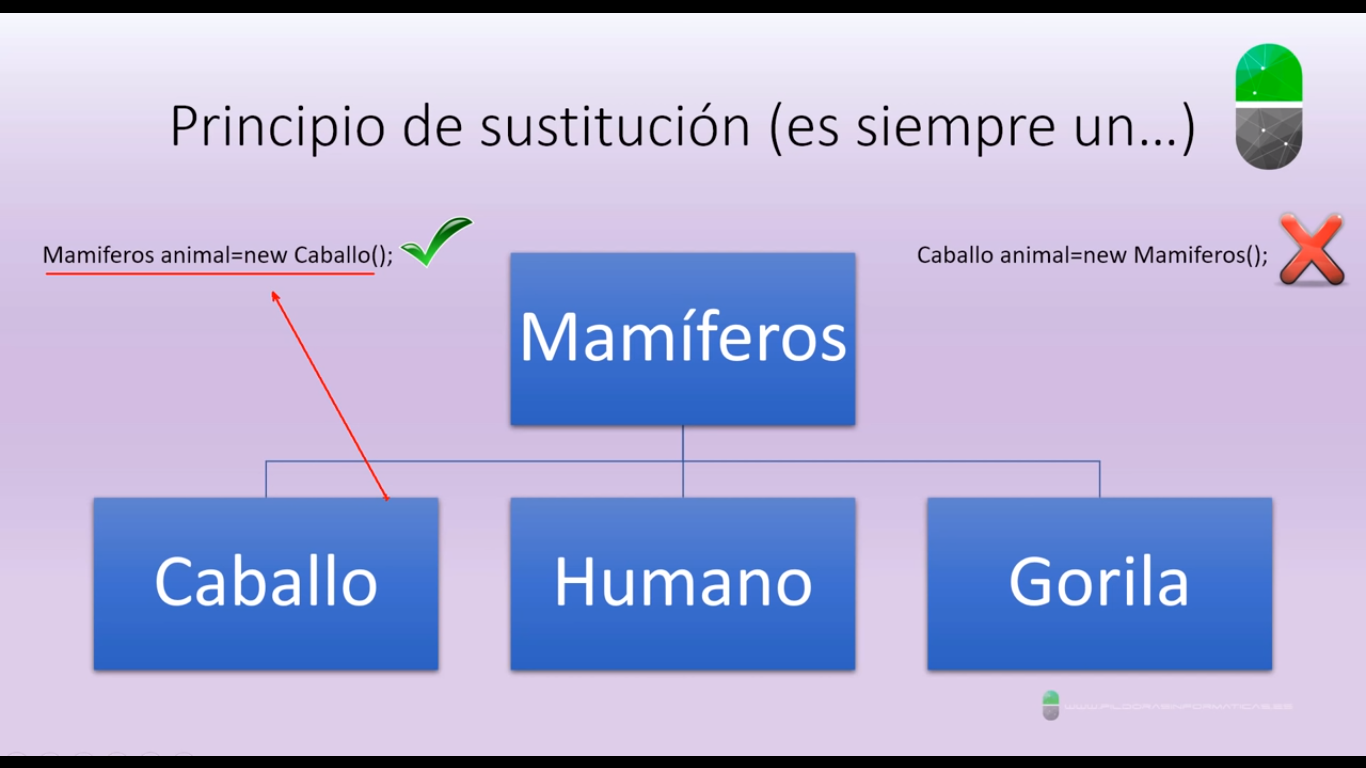 Principio de sustitución (es siempre un...)
Mamiferos animal=new Caballo();
Caballo animal=new Mamiferos();
Mamíferos
Caballo
Humano
Gorila
WWW.PILDORASINFORMATICAS.ES